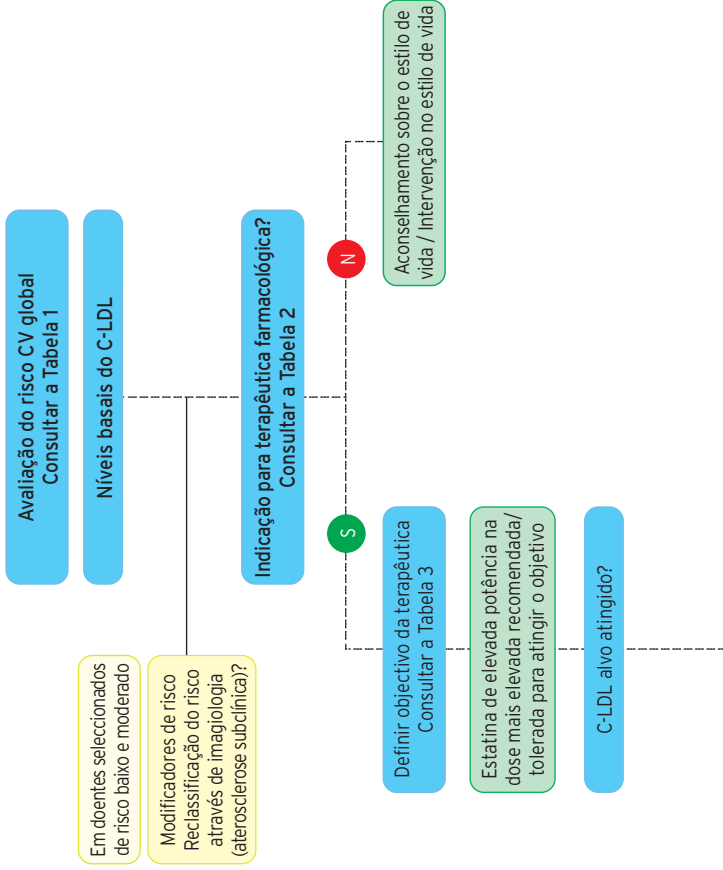 Avaliação do risco CV global
Consultar a Tabela 1
Níveis basais do C-LDL
Em doentes seleccionados
de risco baixo e moderado
Modificadores de risco
Reclassificação do risco
através de imagiologia
(aterosclerose subclínica)?
Indicação para terapêutica farmacológica?
Consultar a Tabela 2
S
N
Definir objectivo da terapêutica
Consultar a Tabela 3
Aconselhamento sobre o estilo de
vida / Intervenção no estilo de vida
Estatina de elevada potência na
dose mais elevada recomendada/
tolerada para atingir o objetivo
C-LDL alvo atingido?